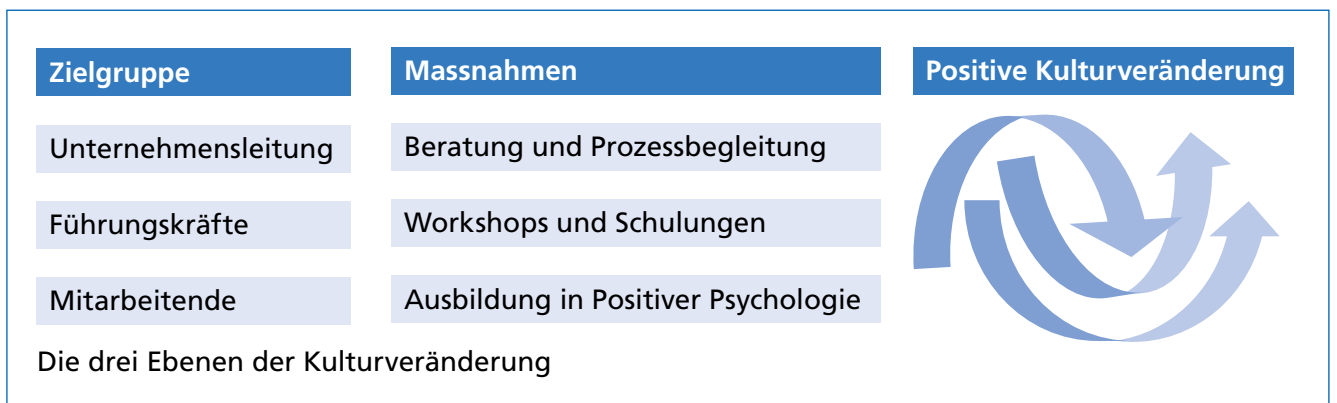 Zielgruppe
Massnahmen
Positive Kulturveränderung
Unternehmensleitung
Beratung und Prozessbegleitung
Führungskräfte
Workshops und Schulungen
Mitarbeitende
Ausbildung in Positiver Psychologie
Die drei Ebenen der Kulturveränderung